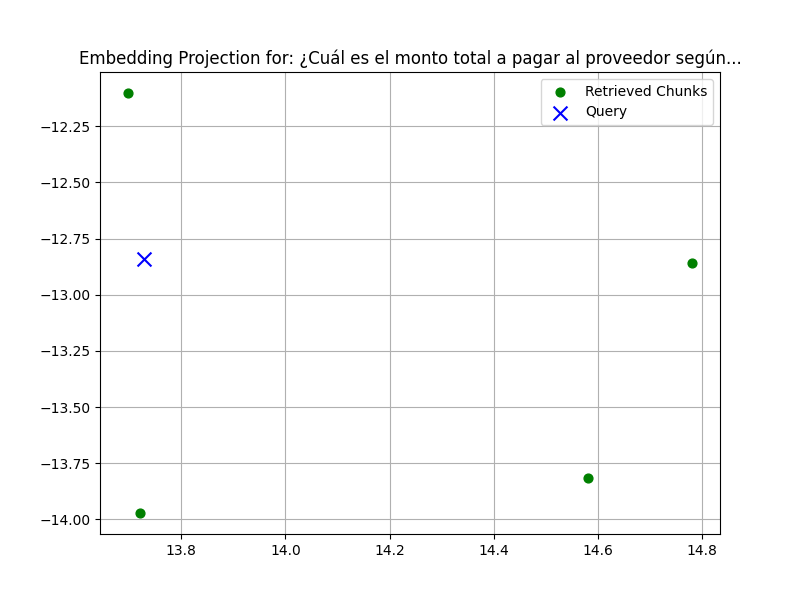 Embedding Projection for: ¿Cuál es el monto total a pagar al proveedor según...
Retrieved Chunks
Query
−12.25
−12.50
−12.75
−13.00
−13.25
−13.50
−13.75
−14.00
13.8 14.0 14.2 14.4 14.6 14.8